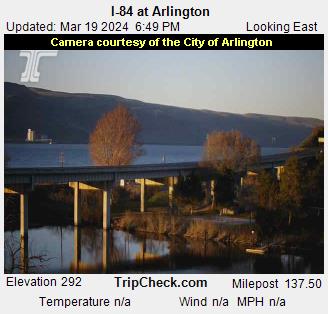 I-84 at Arlington
Updated: Mar 19 2024 6:49 PM Looking East
Camera courtesy of the City of Arlington
Elevation 292 TripCheck.com Milepost 137.50
Temperature n/a Wind n/a MPH n/a